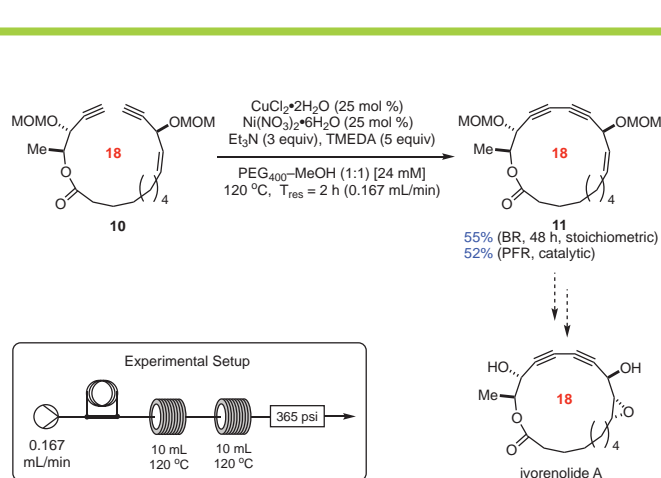 CuCl2•2H2O (25 mol %)
Ni(NO3)2•6H2O (25 mol %)
Et3N (3 equiv), TMEDA (5 equiv)
PEG400–MeOH (1:1) [24 mM]
120 ºC, Tres = 2 h (0.167 mL/min)
MOMO
OMOM
Me
18
O
O
4
10
MOMO
OMOM
Me
18
O
O
4
11
55% (BR, 48 h, stoichiometric)
52% (PFR, catalytic)
Experimental Setup
365 psi
0.167
mL/min
10 mL
120 ºC
10 mL
120 ºC
HO
OH
Me
18
O
O
O
4
ivorenolide A